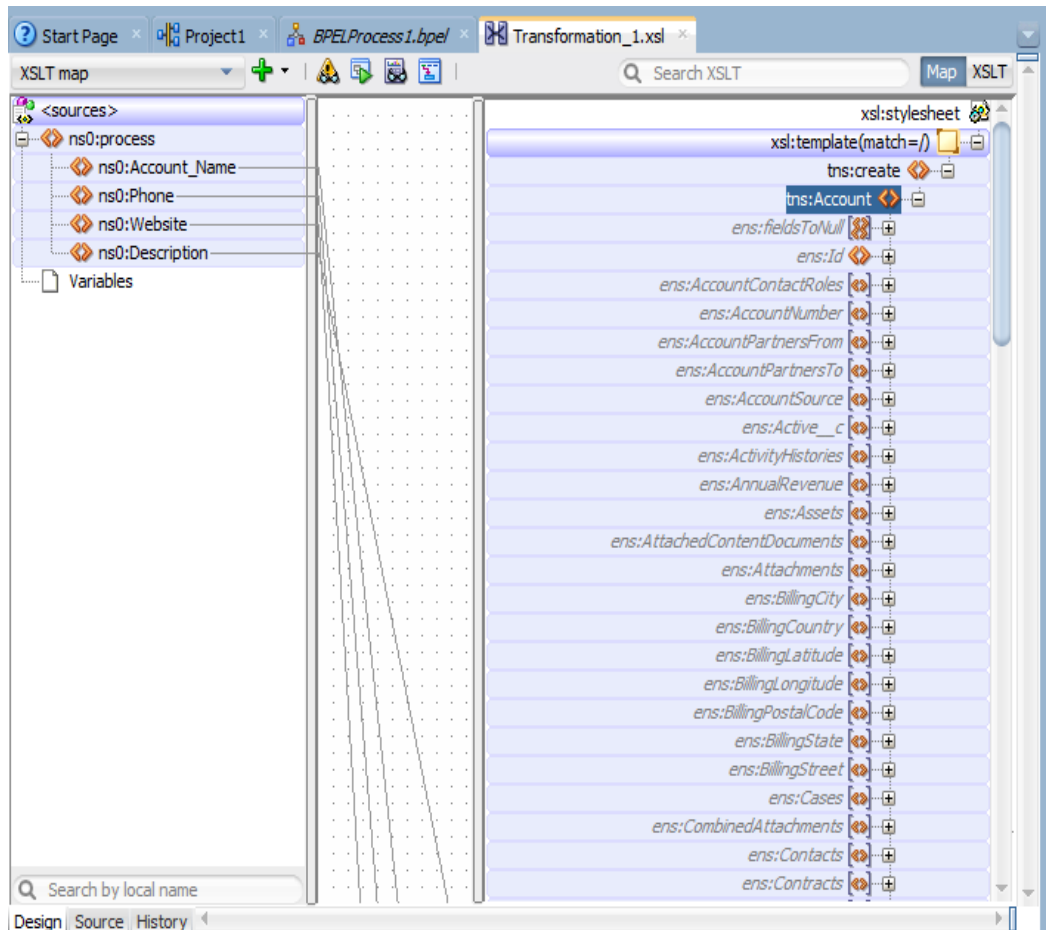 Start Page Project1 BPELProcess1.bpel Transformation_1.xsl
XSLT map Search XSLT Map XSLT
<sources>
ns0:process
ns0:Account_Name
ns0:Phone
ns0:Website
ns0:Description
Variables
Search by local name
xsl:stylesheet
xsl:template(match=/)
tns:create
tns:Account
ens:fieldsToNull
ens:Id
ens:AccountContactRoles
ens:AccountNumber
ens:AccountPartnersFrom
ens:AccountPartnersTo
ens:AccountSource
ens:Active__c
ens:ActivityHistories
ens:AnnualRevenue
ens:Assets
ens:AttachedContentDocuments
ens:Attachments
ens:BillingCity
ens:BillingCountry
ens:BillingLatitude
ens:BillingLongitude
ens:BillingPostalCode
ens:BillingState
ens:BillingStreet
ens:Cases
ens:CombinedAttachments
ens:Contacts
ens:Contracts
Design Source History